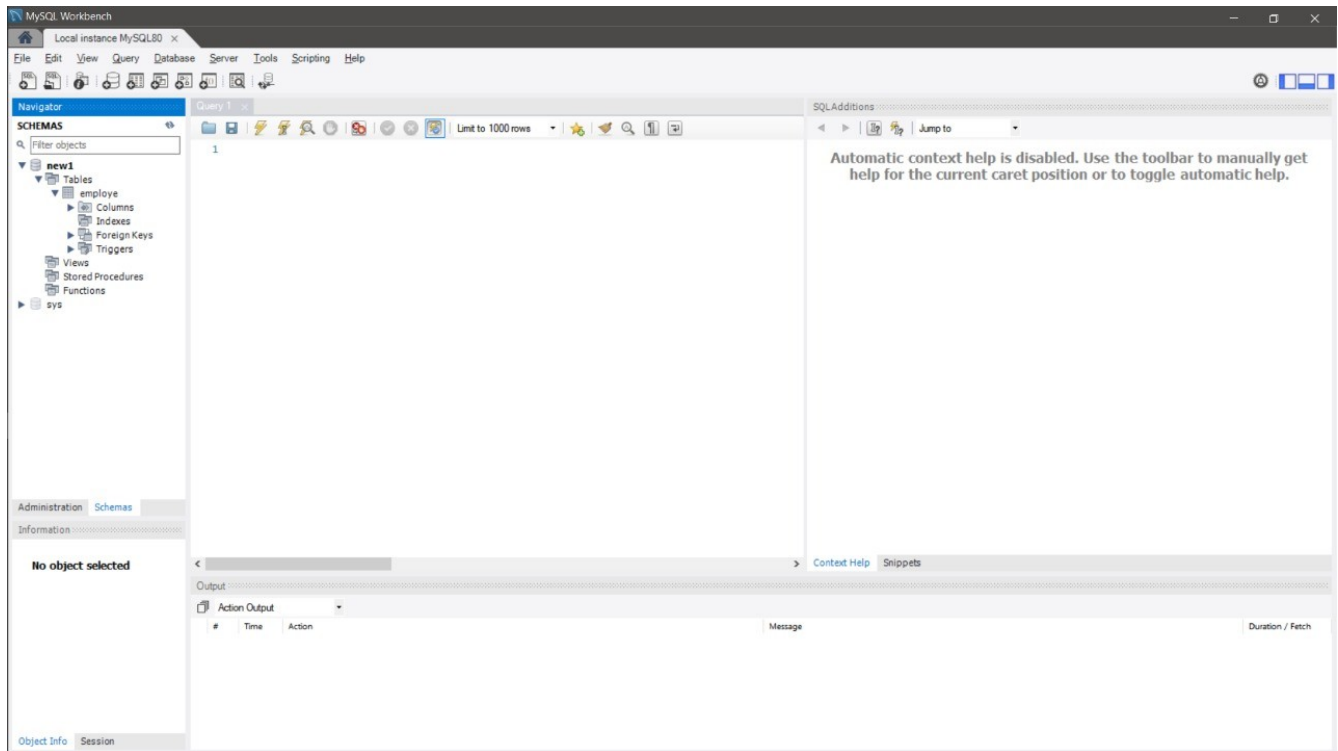 MySQL Workbench
Local instance MySQL80
File Edit View Query Database Server Tools Scripting Help
Navigator
SCHEMAS
Filter objects
new1
Tables
employe
Columns
Indexes
Foreign Keys
Triggers
Views
Stored Procedures
Functions
sys
Administration Schemas
Information
No object selected
Object Info Session
Query 1
Limit to 1000 rows
1
SQLAdditions
Jump to
Automatic context help is disabled. Use the toolbar to manually get
help for the current caret position or to toggle automatic help.
Context Help Snippets
Output
Action Output
# Time Action Message Duration / Fetch